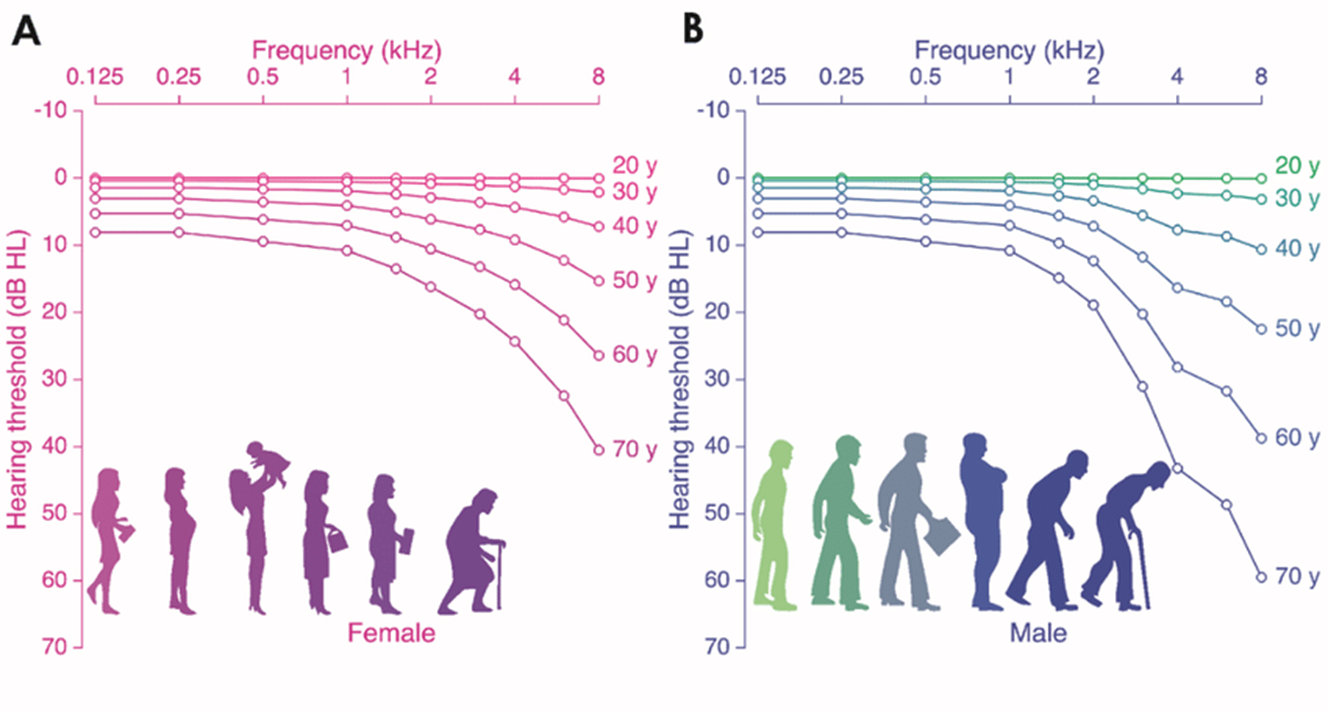 A
Frequency (kHz)
0.125 0.25 0.5 1 2 4 8
Hearing threshold (dB HL)
-10
0
10
20
30
40
50
60
70
20 y
30 y
40 y
50 y
60 y
70 y
Female
B
Frequency (kHz)
0.125 0.25 0.5 1 2 4 8
Hearing threshold (dB HL)
-10
0
10
20
30
40
50
60
70
20 y
30 y
40 y
50 y
60 y
70 y
Male